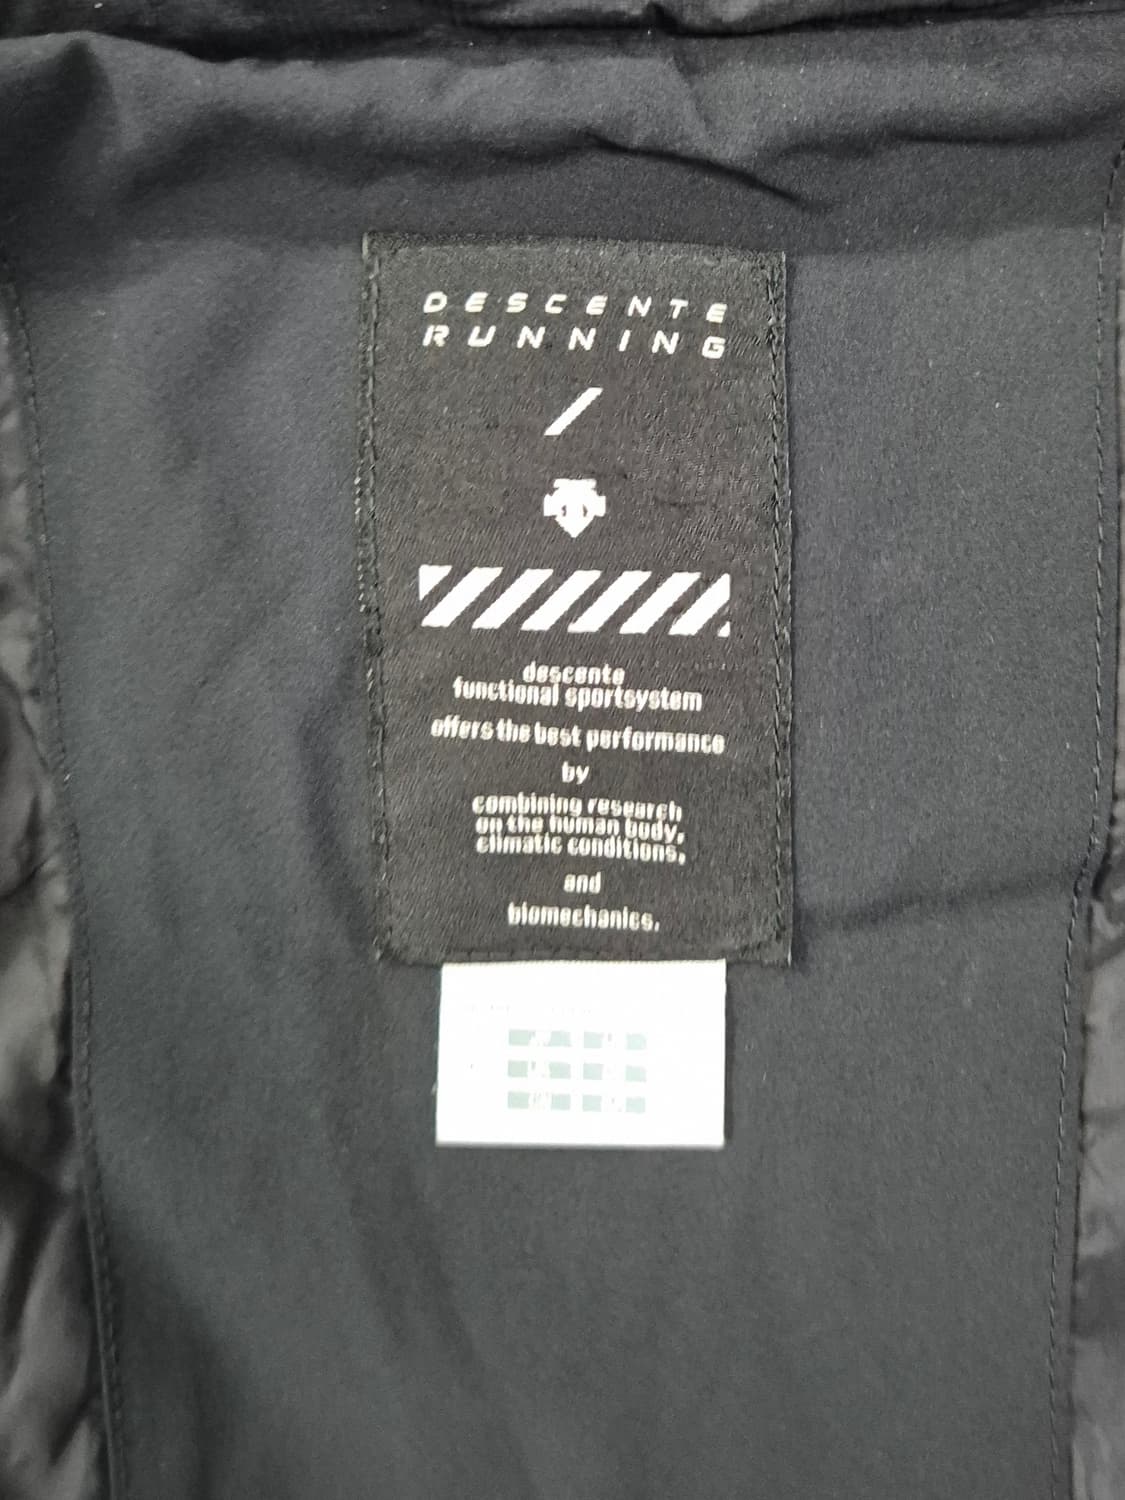 DESCENTE
RUNNING
descente
functional sportsystem
offers the best performance
by
combining research
on the human body,
climatic conditions,
and
biomechanics.